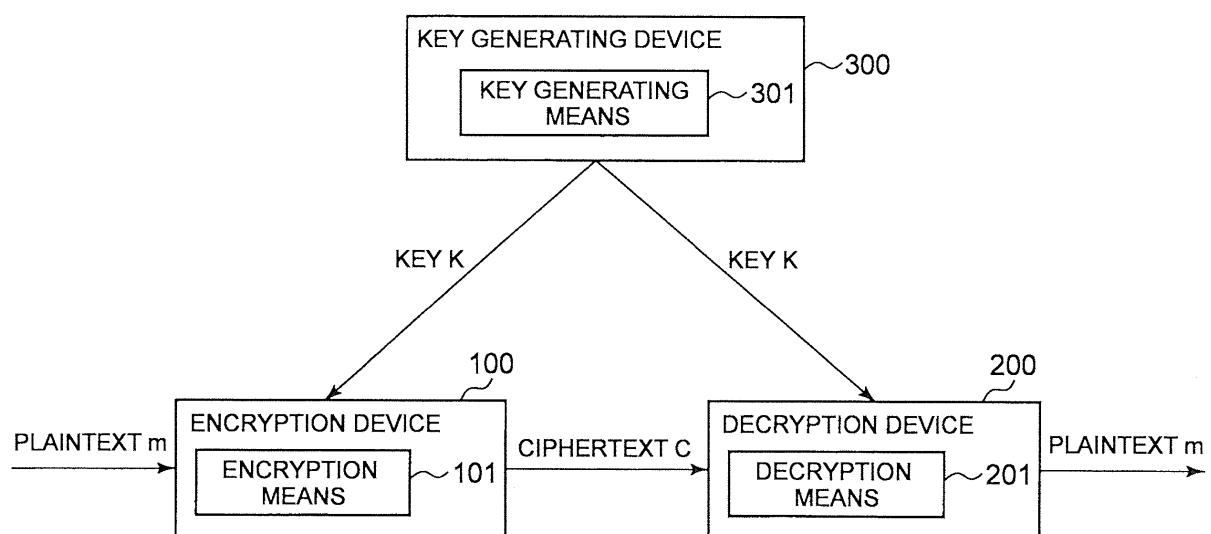 KEY GENERATING DEVICE
300
KEY GENERATING
MEANS
301
KEY K
KEY K
100
200
ENCRYPTION DEVICE
DECRYPTION DEVICE
PLAINTEXT m
CIPHERTEXT C
PLAINTEXT m
ENCRYPTION
MEANS
101
DECRYPTION
MEANS
201